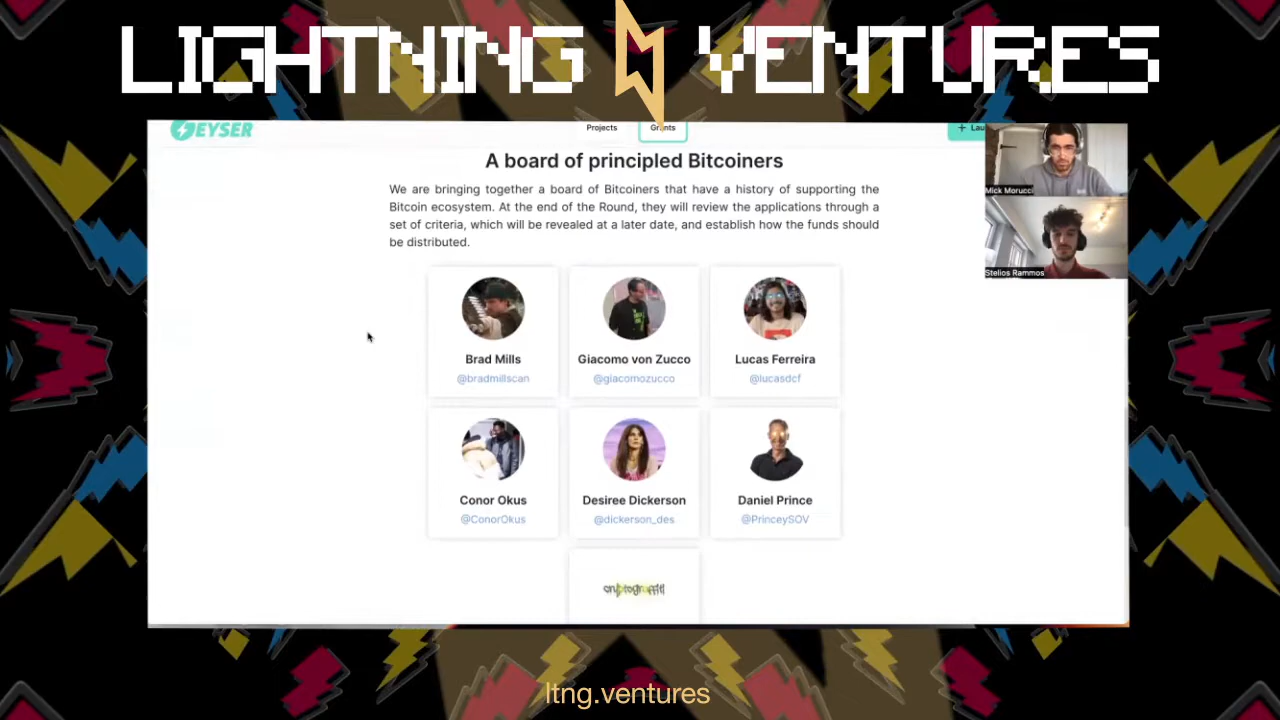 LIGHTNING VENTURES
GEYSER
Projects
Grants
+ Lau
A board of principled Bitcoiners
We are bringing together a board of Bitcoiners that have a history of supporting the
Bitcoin ecosystem. At the end of the Round, they will review the applications through a
set of criteria, which will be revealed at a later date, and establish how the funds should
be distributed.
Mick Morucci
Stelios Rammos
Brad Mills
@bradmillscan
Giacomo von Zucco
@giacomozucco
Lucas Ferreira
@lucasdcf
Conor Okus
@ConorOkus
Desiree Dickerson
@dickerson_des
Daniel Prince
@PrinceySOV
cryptograffiti
ltng.ventures